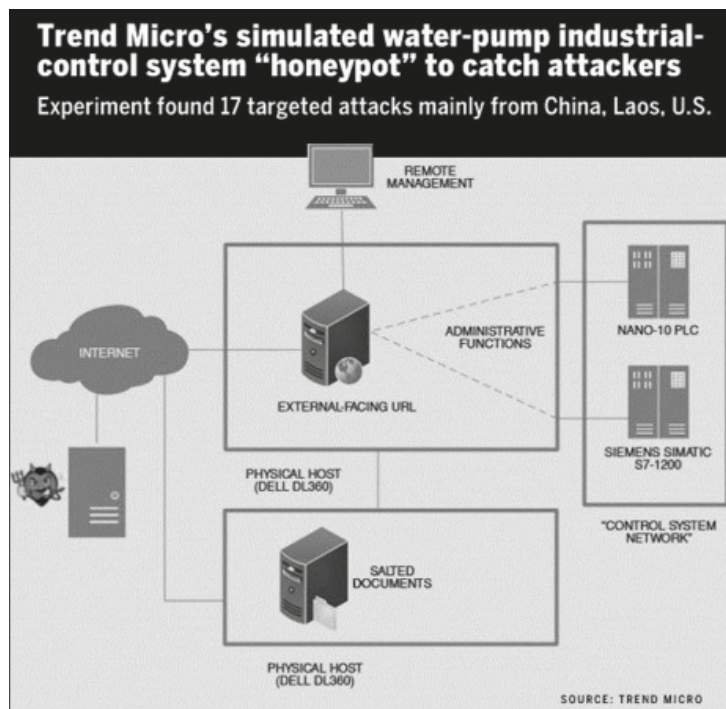 Trend Micro's simulated water-pump industrial-
control system “honeypot” to catch attackers
Experiment found 17 targeted attacks mainly from China, Laos, U.S.
REMOTE
MANAGEMENT
INTERNET
ADMINISTRATIVE
FUNCTIONS
EXTERNAL-FACING URL
NANO-10 PLC
SIEMENS SIMATIC
S7-1200
"CONTROL SYSTEM
NETWORK"
PHYSICAL HOST
(DELL DL360)
SALTED
DOCUMENTS
PHYSICAL HOST
(DELL DL360)
SOURCE: TREND MICRO